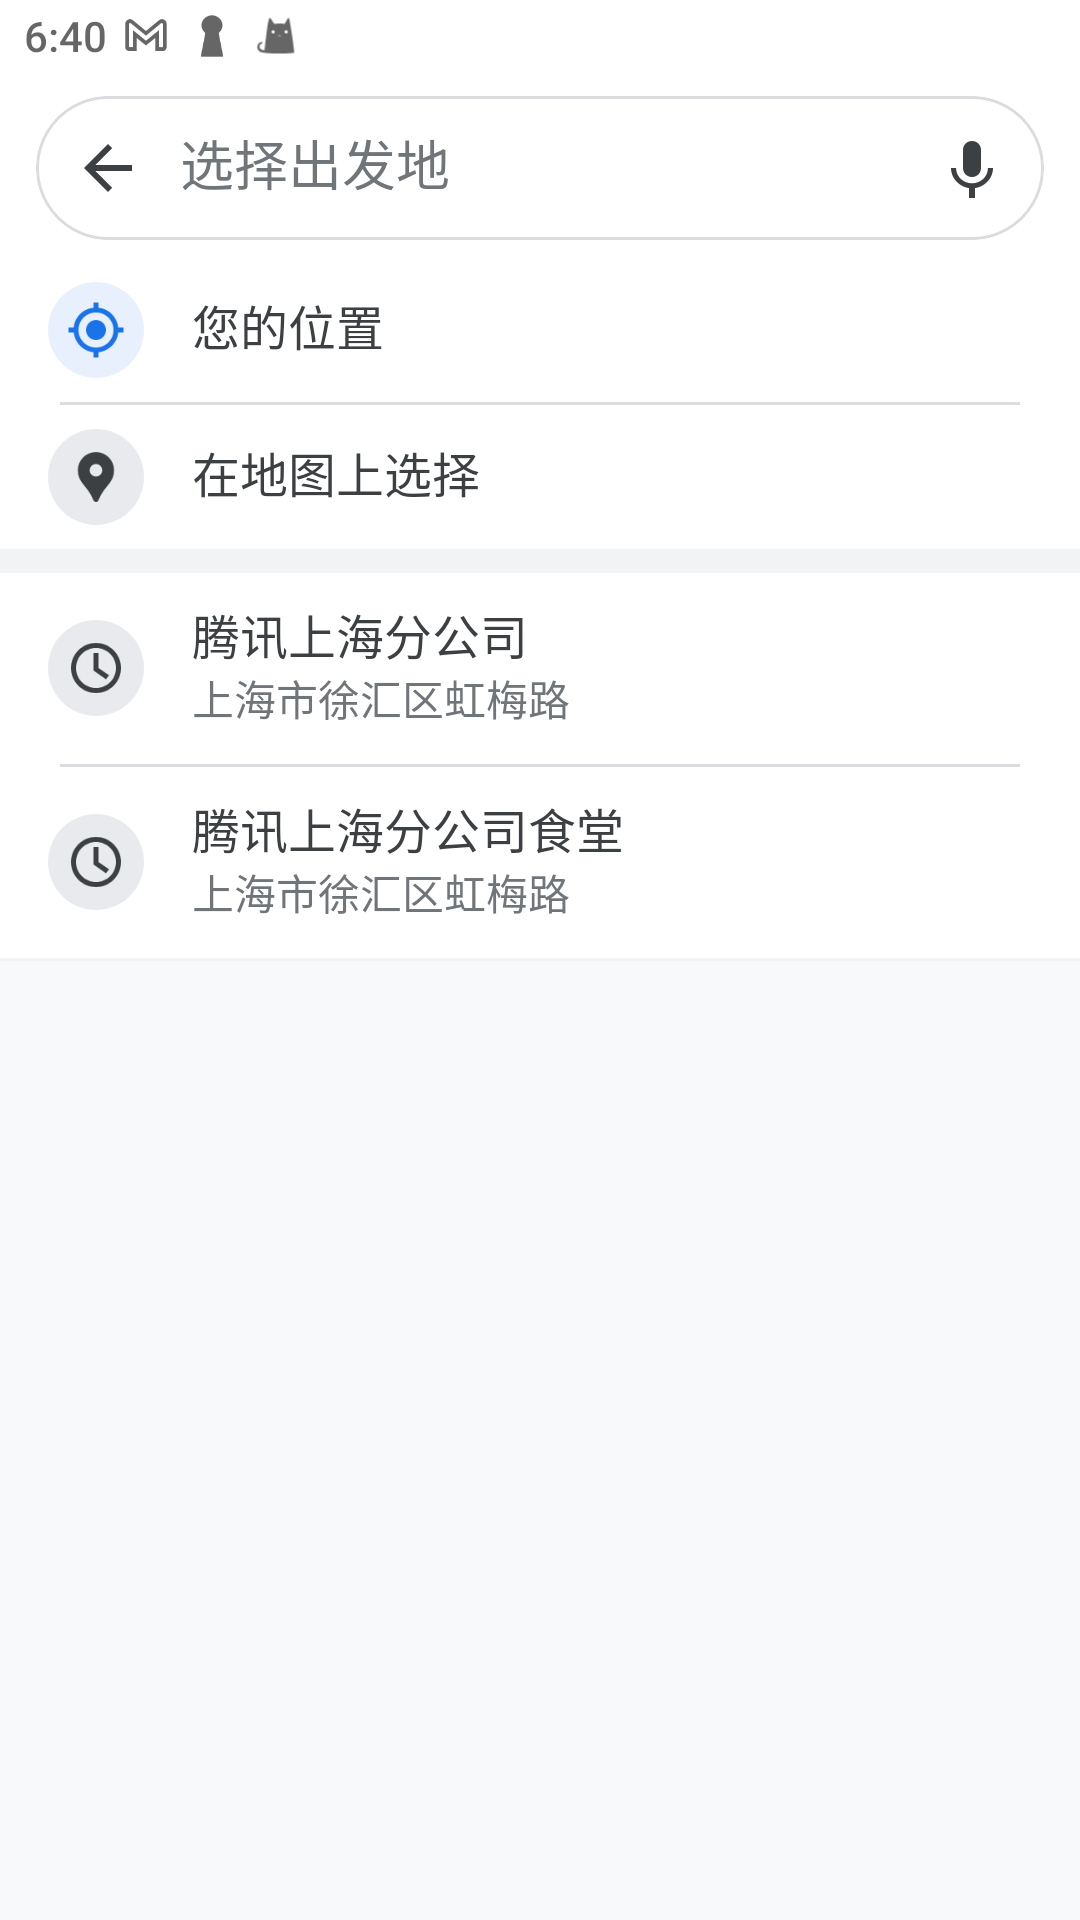 6:40
选择出发地
您的位置
在地图上选择
腾讯上海分公司
上海市徐汇区虹梅路
腾讯上海分公司食堂
上海市徐汇区虹梅路